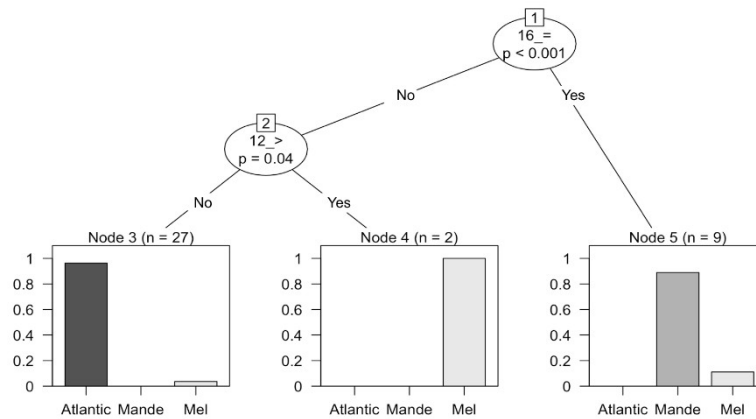 1
16_=
p < 0.001
No
Yes
2
12_>
p = 0.04
No
Yes
Node 3 (n = 27)
1
0.8
0.6
0.4
0.2
0
Atlantic Mande Mel
Node 4 (n = 2)
1
0.8
0.6
0.4
0.2
0
Atlantic Mande Mel
Node 5 (n = 9)
1
0.8
0.6
0.4
0.2
0
Atlantic Mande Mel